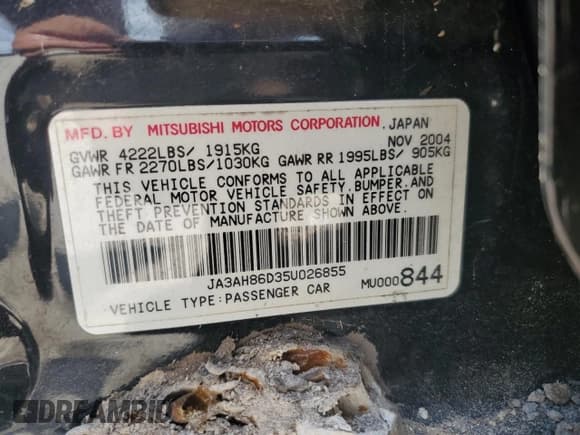 MFD. BY MITSUBISHI MOTORS CORPORATION, JAPAN
GVWR 4222LBS/ 1915KG NOV 2004
GAWR FR 2270LBS/1030KG GAWR RR 1995LBS/ 905KG
THIS VEHICLE CONFORMS TO ALL APPLICABLE
FEDERAL MOTOR VEHICLE SAFETY, BUMPER, AND
THEFT PREVENTION STANDARDS IN EFFECT ON
THE DATE OF MANUFACTURE SHOWN ABOVE.
JA3AH86D35U026855
VEHICLE TYPE: PASSENGER CAR MU000844
DREAMBID